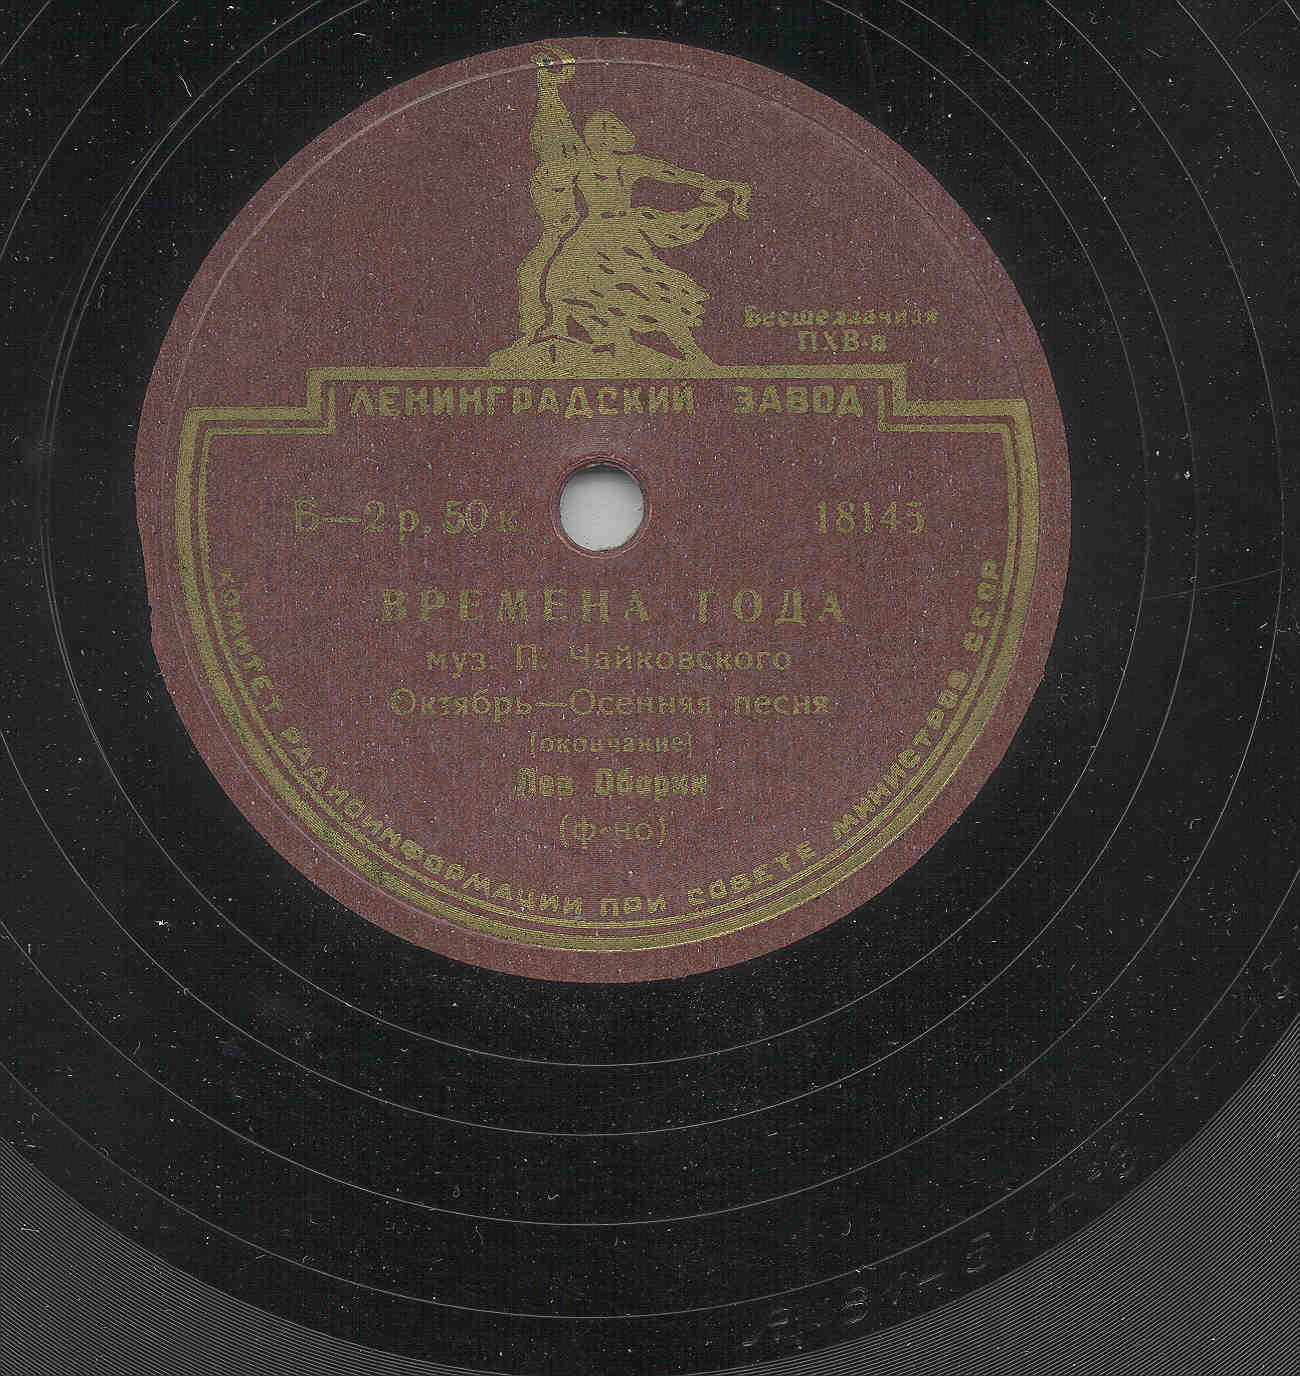 Бесшеллачная
ПХВ-п
ЛЕНИНГРАДСКИЙ ЗАВОД
Б—2 р. 50 к. 18145
ВРЕМЕНА ГОДА
муз. П. Чайковского
Октябрь—Осенняя песня
[окончание]
Лев Оборин
(ф-но)
КОМИТЕТ РАДИОИНФОРМАЦИИ ПРИ СОВЕТЕ МИНИСТРОВ СССР